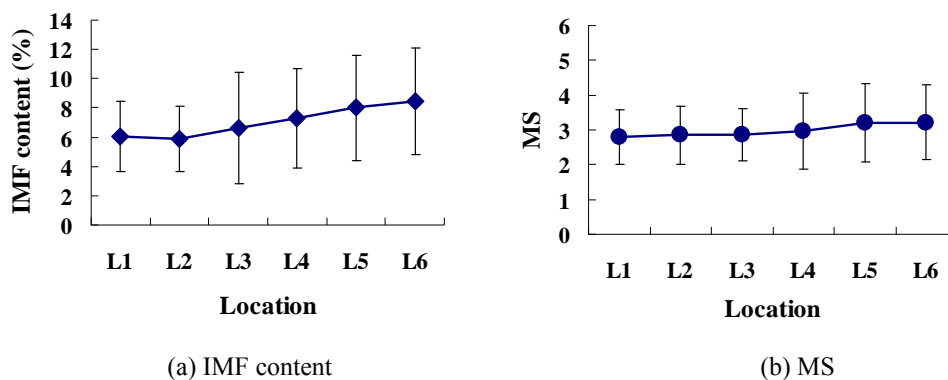 14
12
10
8
6
4
2
0
IMF content (%)
L1 L2 L3 L4 L5 L6
Location
(a) IMF content
6
5
4
3
2
1
0
MS
L1 L2 L3 L4 L5 L6
Location
(b) MS